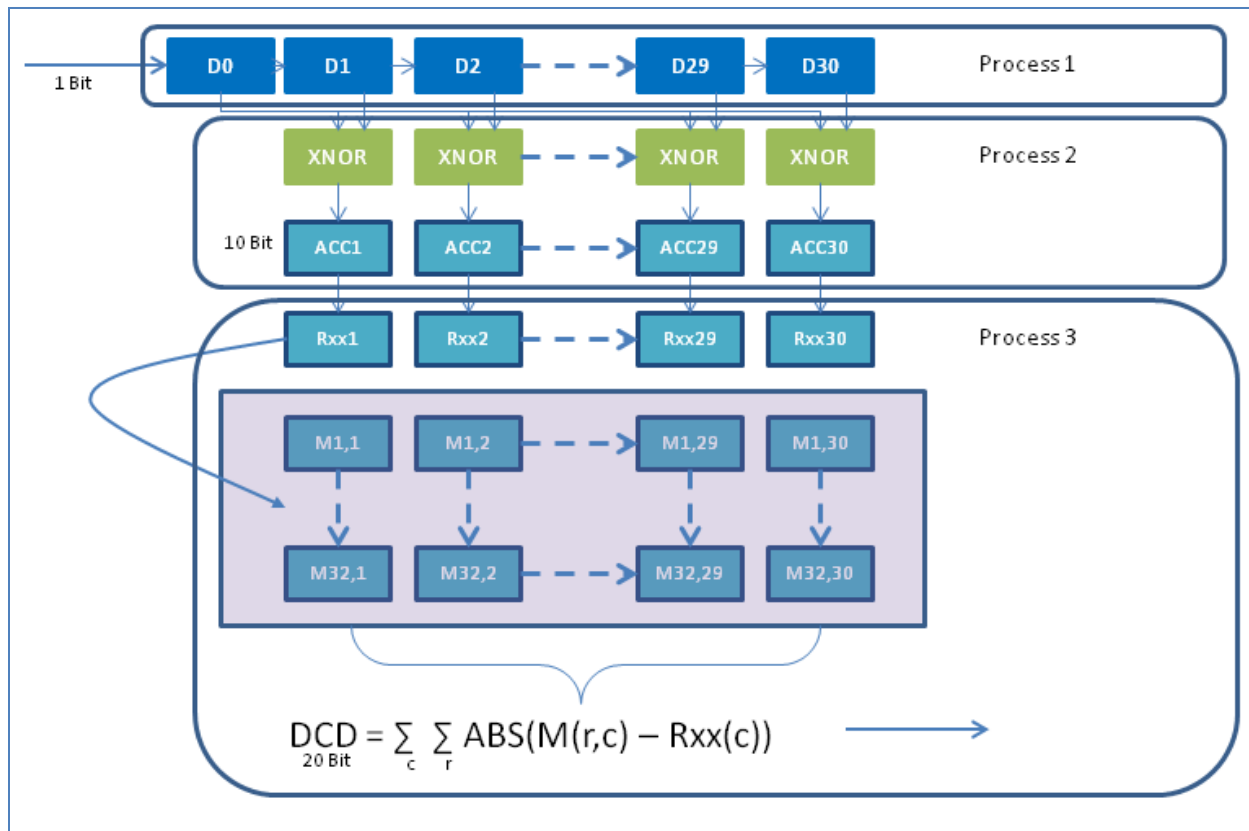 D0 D1 D2 D29 D30 Process 1
1 Bit
XNOR XNOR XNOR XNOR Process 2
10 Bit ACC1 ACC2 ACC29 ACC30
Rxx1 Rxx2 Rxx29 Rxx30 Process 3
M1,1 M1,2 M1,29 M1,30
M32,1 M32,2 M32,29 M32,30
DCD = ∑ ∑ ABS(M(r,c) – Rxx(c))
20 Bit c r